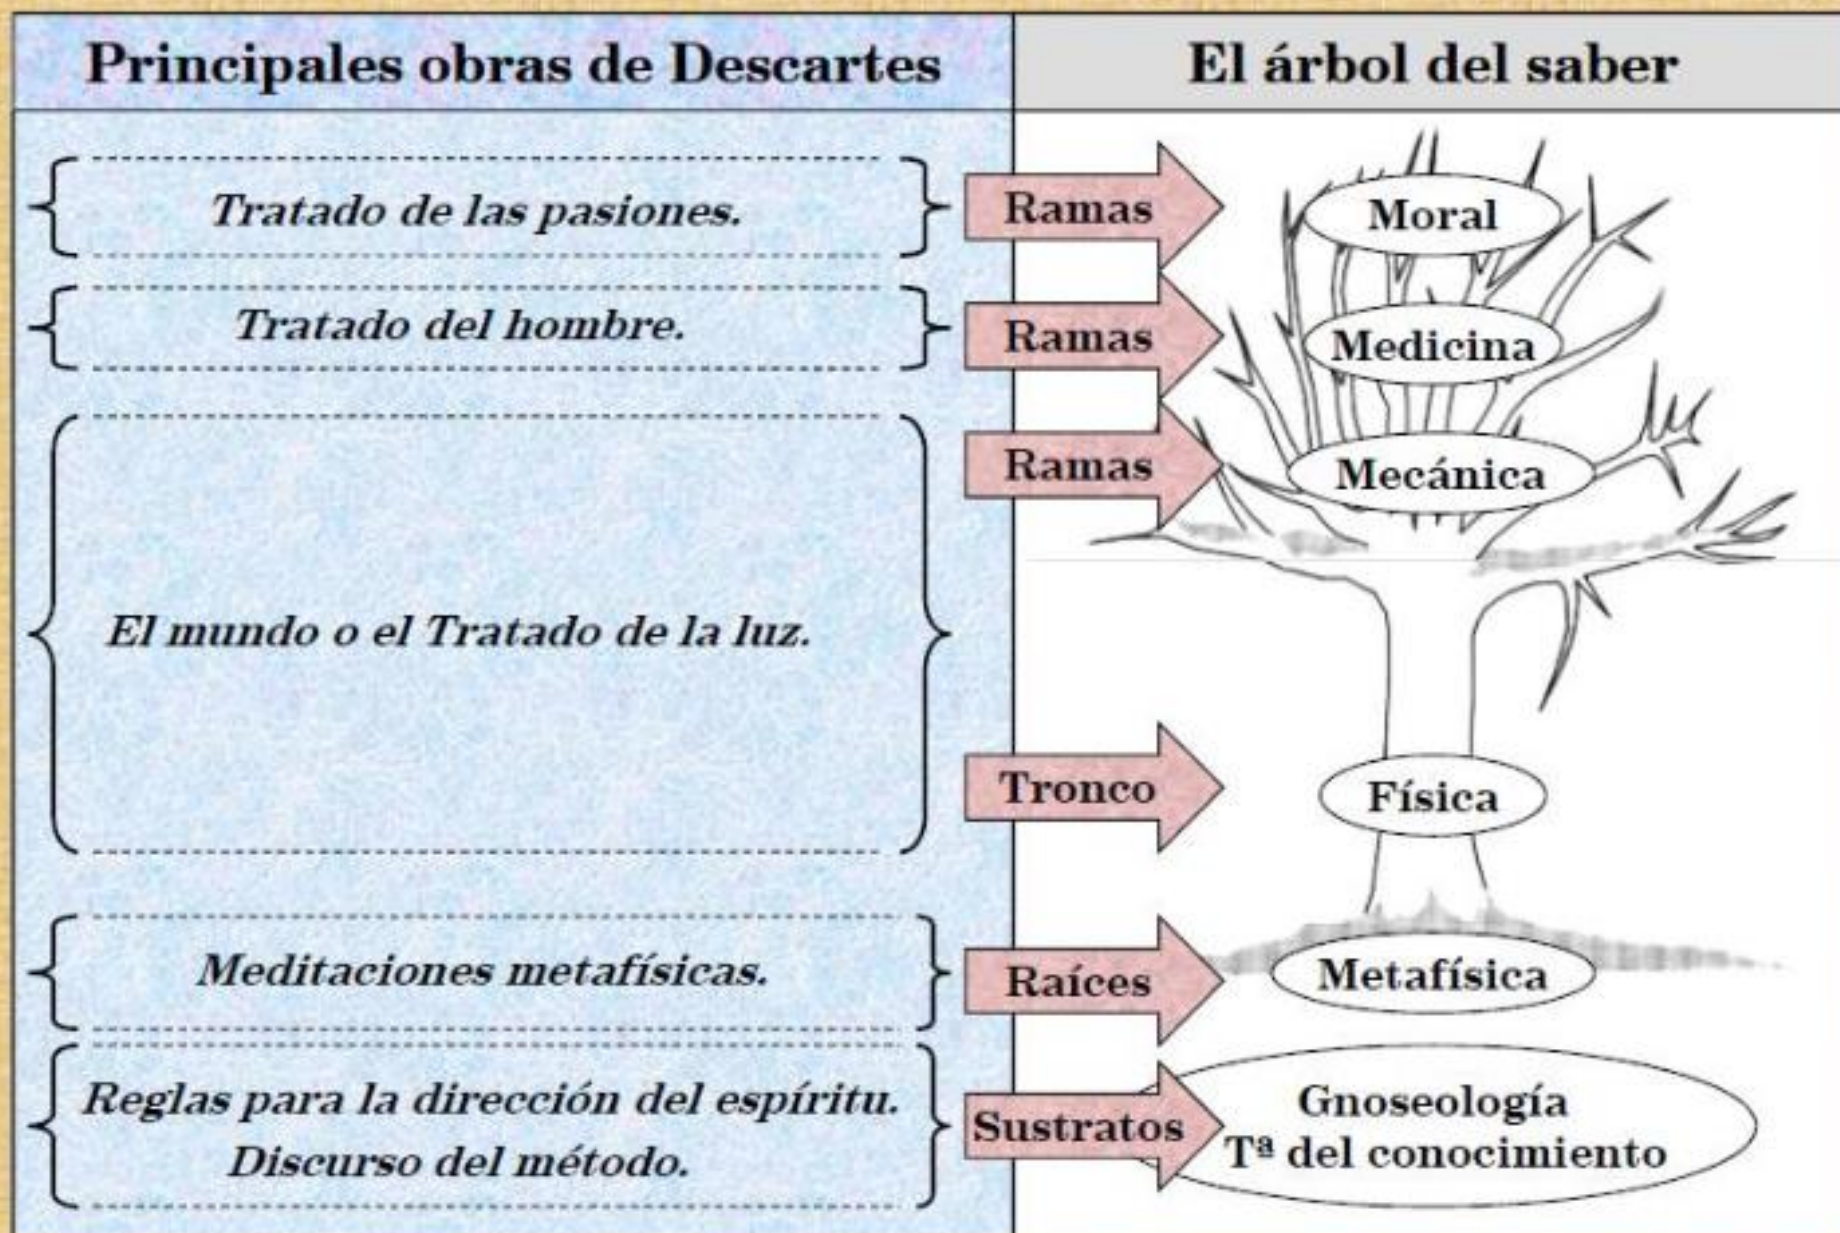 Principales obras de Descartes
El árbol del saber
Tratado de las pasiones.
Ramas
Moral
Tratado del hombre.
Ramas
Medicina
Ramas
Mecánica
El mundo o el Tratado de la luz.
Tronco
Física
Meditaciones metafísicas.
Raíces
Metafísica
Reglas para la dirección del espíritu.
Discurso del método.
Sustratos
Gnoseología
Tª del conocimiento